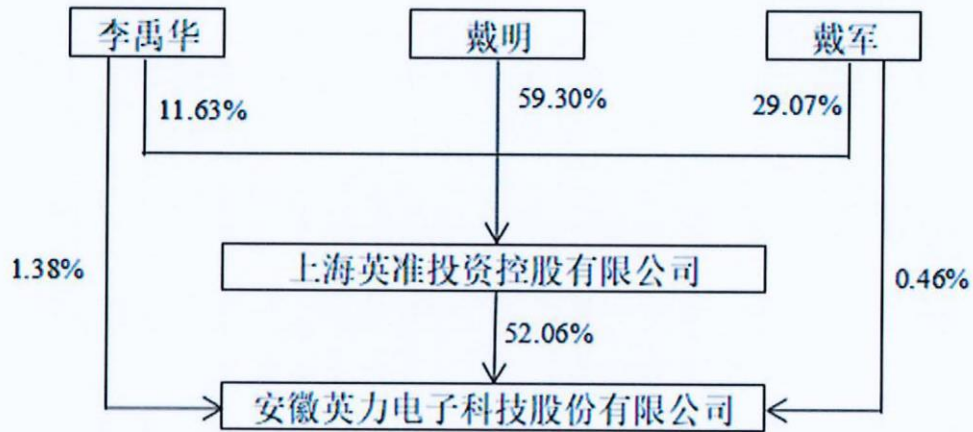 李禹华
戴明
戴军
11.63%
59.30%
29.07%
1.38%
上海英准投资控股有限公司
0.46%
52.06%
安徽英力电子科技股份有限公司